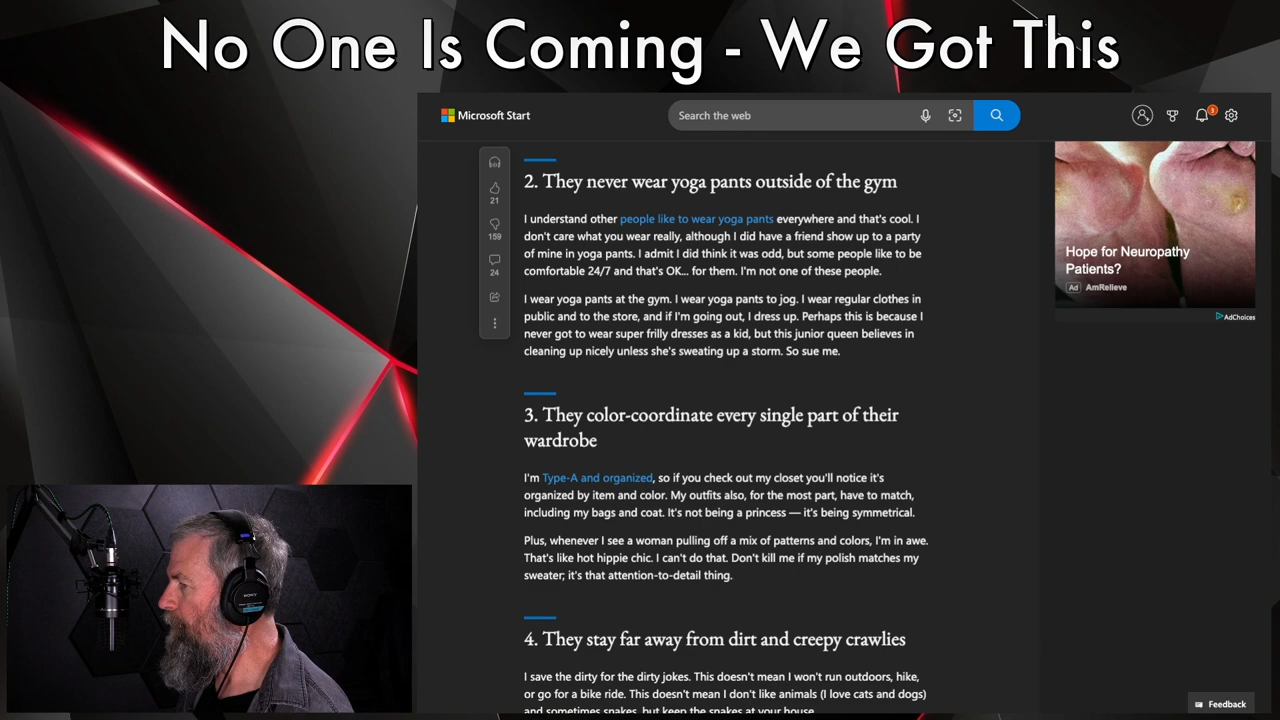 No One Is Coming - We Got This
Microsoft Start
Search the web
3
21
159
24
2. They never wear yoga pants outside of the gym
I understand other people like to wear yoga pants everywhere and that's cool. I
don't care what you wear really, although I did have a friend show up to a party
of mine in yoga pants. I admit I did think it was odd, but some people like to be
comfortable 24/7 and that's OK... for them. I'm not one of these people.
I wear yoga pants at the gym. I wear yoga pants to jog. I wear regular clothes in
public and to the store, and if I'm going out, I dress up. Perhaps this is because I
never got to wear super frilly dresses as a kid, but this junior queen believes in
cleaning up nicely unless she's sweating up a storm. So sue me.
3. They color-coordinate every single part of their
wardrobe
I'm Type-A and organized, so if you check out my closet you'll notice it's
organized by item and color. My outfits also, for the most part, have to match,
including my bags and coat. It's not being a princess — it's being symmetrical.
Plus, whenever I see a woman pulling off a mix of patterns and colors, I'm in awe.
That's like hot hippie chic. I can't do that. Don't kill me if my polish matches my
sweater; it's that attention-to-detail thing.
4. They stay far away from dirt and creepy crawlies
I save the dirty for the dirty jokes. This doesn't mean I won't run outdoors, hike,
or go for a bike ride. This doesn't mean I don't like animals (I love cats and dogs)
and sometimes snakes, but keep the snakes at your house.
Hope for Neuropathy
Patients?
Ad AmRelieve
AdChoices
Feedback
SONY